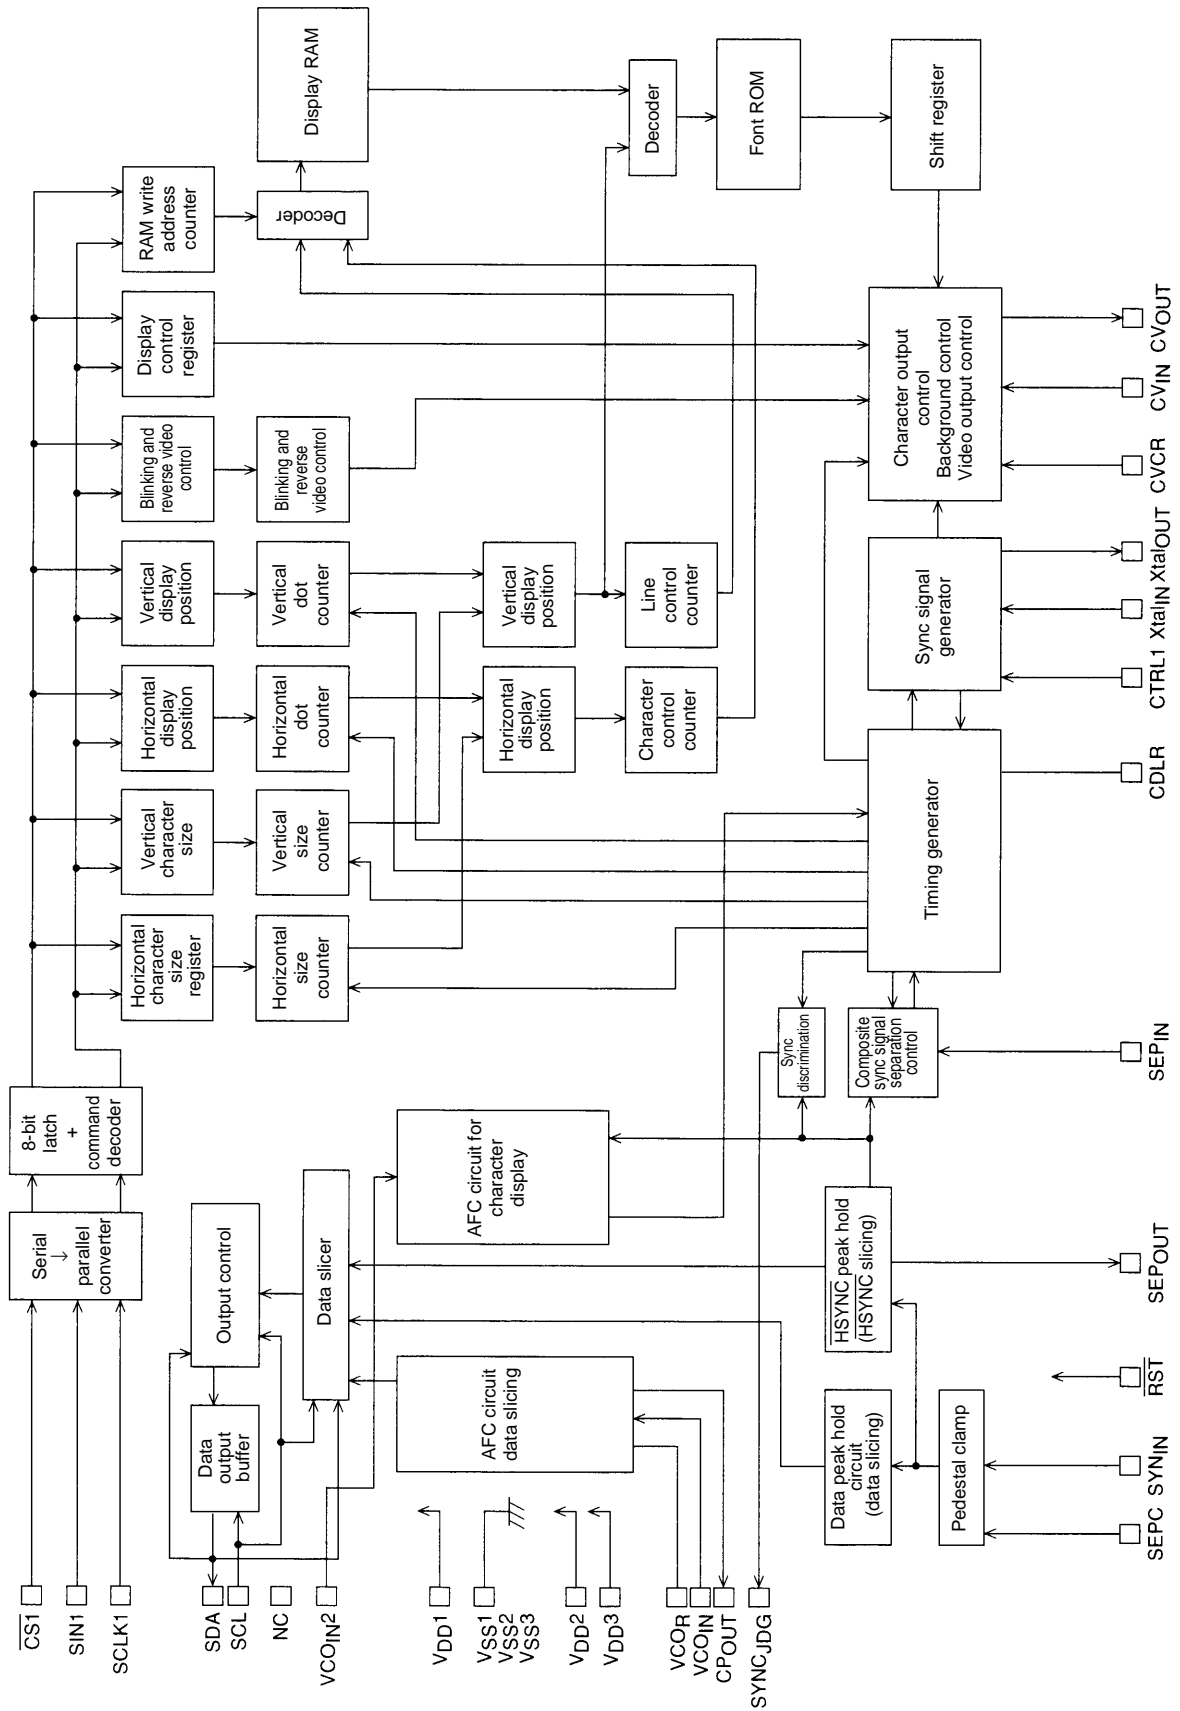 CS1
SIN1
SCLK1
SDA
SCL
NC
VCOIN2
VDD1
VSS1
VSS2
VSS3
VDD2
VDD3
VCOR
VCOIN
CPOUT
SYNCJDG
Serial
↓
parallel
converter
8-bit
latch
+
command
decoder
Horizontal
character
size
register
Vertical
character
size
Horizontal
display
position
Vertical
display
position
Blinking and
reverse video
control
Display
control
register
RAM write
address
counter
Data
output
buffer
Output control
Horizontal
size
counter
Vertical
size
counter
Horizontal
dot
counter
Vertical
dot
counter
Blinking and
reverse
video control
Decoder
Display RAM
Data slicer
AFC circuit
data slicing
AFC circuit for
character
display
Horizontal
display
position
Vertical
display
position
Character
control
counter
Line
control
counter
Decoder
Font ROM
Shift register
Sync
discrimination
Composite
sync signal
separation
control
Data peak hold
circuit
(data slicing)
HSYNC peak hold
(HSYNC slicing)
Pedestal clamp
Timing generator
Sync signal
generator
Character output
control
Background control
Video output control
SEPC
SYNIN
RST
SEPOUT
SEPIN
CDLR
CTRL1
XtalIN
XtalOUT
CVCR
CVIN
CVOUT